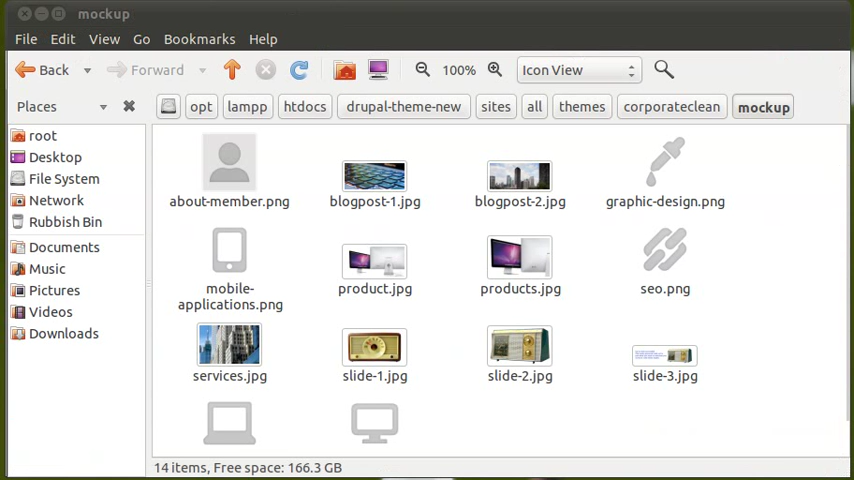 mockup
File Edit View Go Bookmarks Help
Back Forward 100% Icon View
Places opt lampp htdocs drupal-theme-new sites all themes corporateclean mockup
root
Desktop
File System
Network
Rubbish Bin
Documents
Music
Pictures
Videos
Downloads
about-member.png blogpost-1.jpg blogpost-2.jpg graphic-design.png
mobile-
applications.png product.jpg products.jpg seo.png
services.jpg slide-1.jpg slide-2.jpg slide-3.jpg
14 items, Free space: 166.3 GB